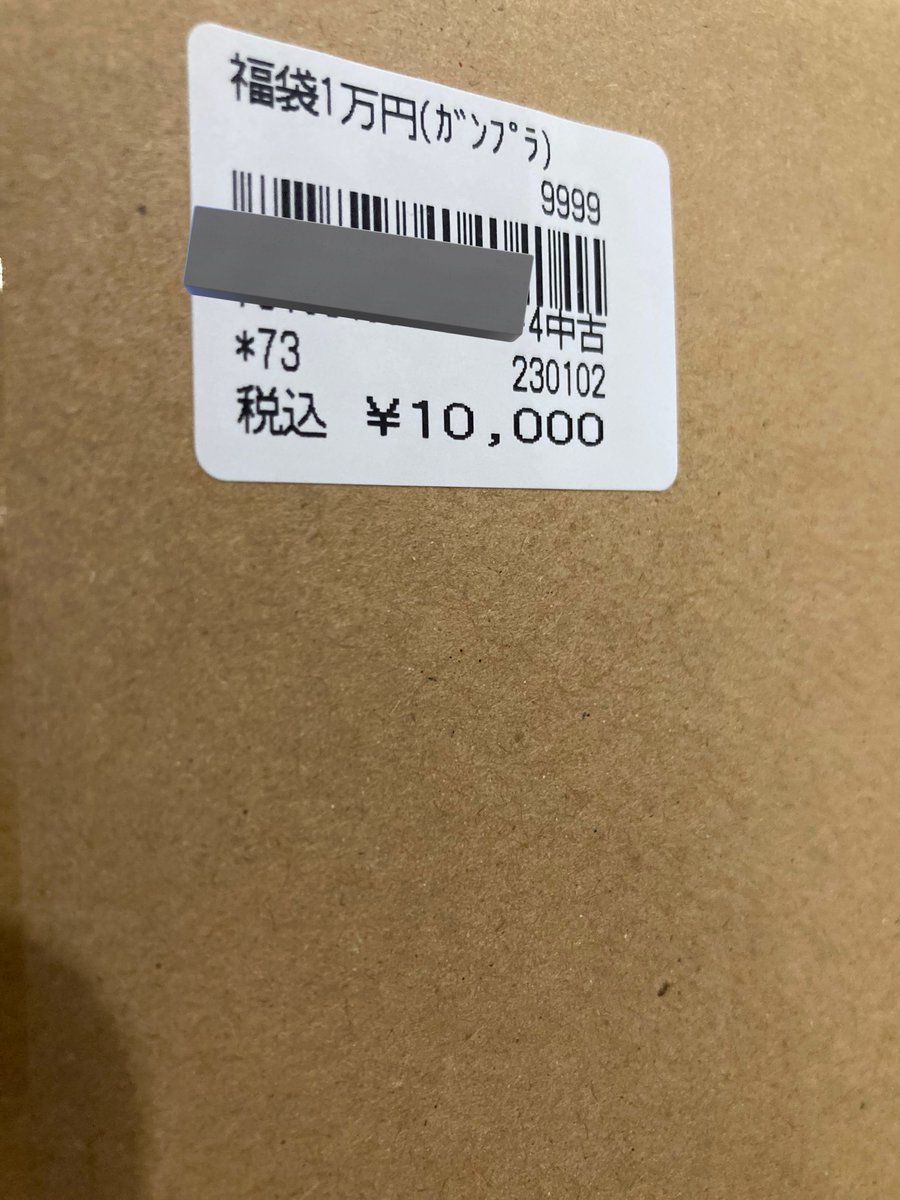 福袋1万円(ｶﾞﾝﾌﾟﾗ)
9999
4中古
*73
230102
税込 ¥10,000